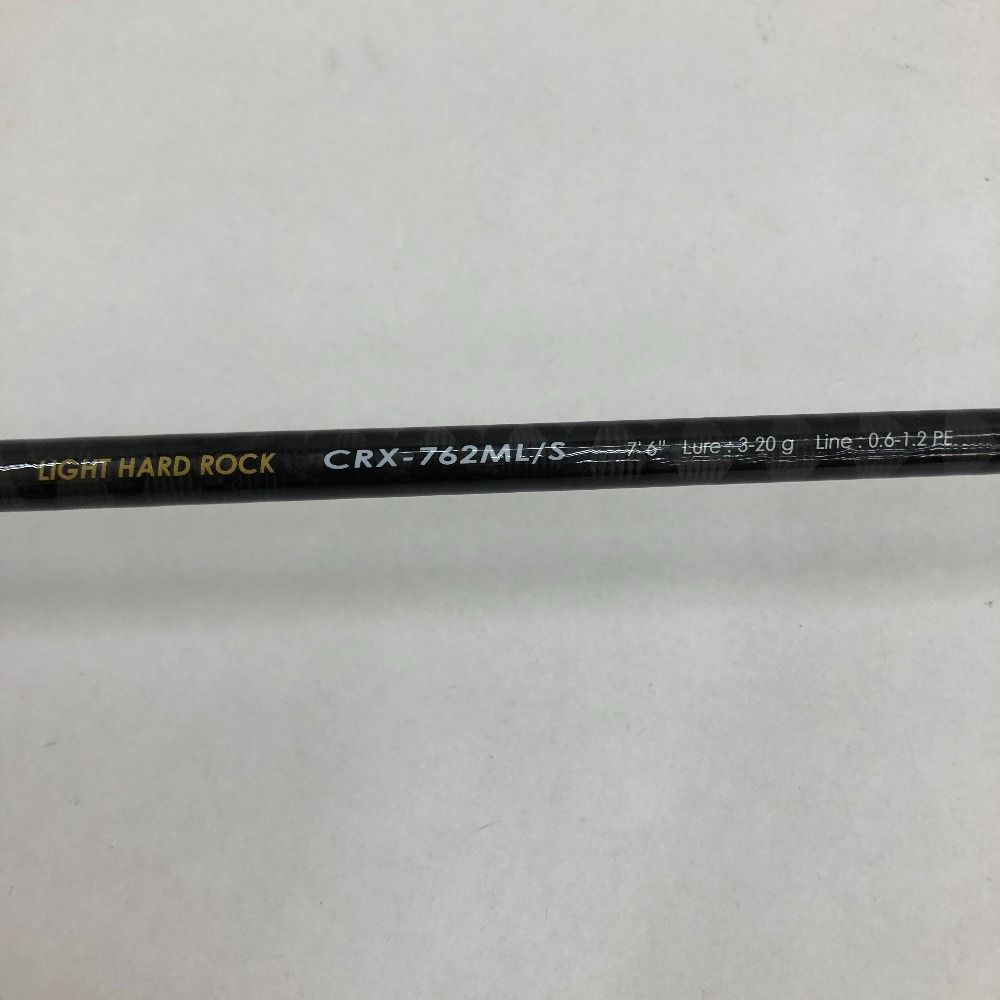 LIGHT HARD ROCK CRX-762ML/S 7'6" Lure : 3-20 g Line : 0.6-1.2 PE